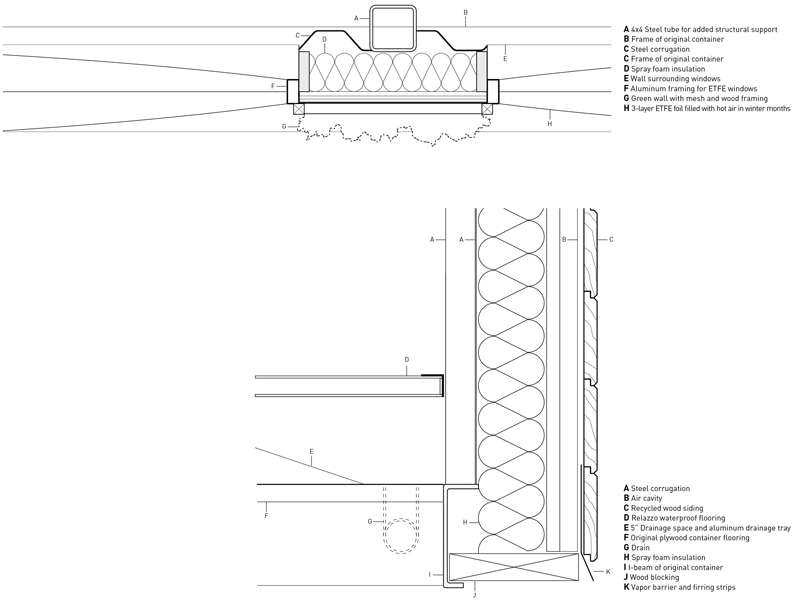 A
B
C
D
E
F
G
H
A 4x4 Steel tube for added structural support
B Frame of original container
C Steel corrugation
C Frame of original container
D Spray foam insulation
E Wall surrounding windows
F Aluminum framing for ETFE windows
G Green wall with mesh and wood framing
H 3-layer ETFE foil filled with hot air in winter months
A
A
B
C
D
E
F
G
H
I
J
K
A Steel corrugation
B Air cavity
C Recycled wood siding
D Relazzo waterproof flooring
E 5" Drainage space and aluminum drainage tray
F Original plywood container flooring
G Drain
H Spray foam insulation
I I-beam of original container
J Wood blocking
K Vapor barrier and firring strips